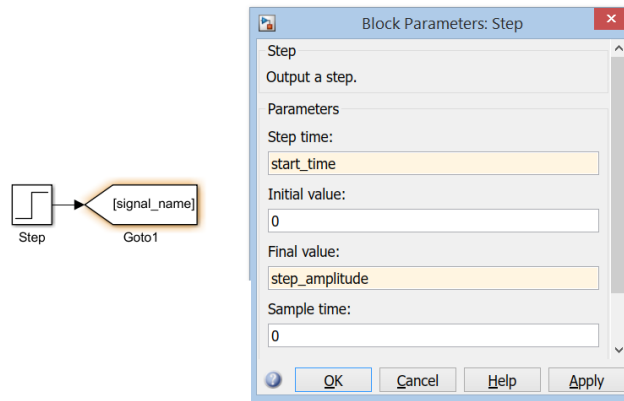 Block Parameters: Step
Step
Output a step.
Parameters
Step time:
start_time
Initial value:
0
Final value:
step_amplitude
Sample time:
0
OK
Cancel
Help
Apply
[signal_name]
Step
Goto1